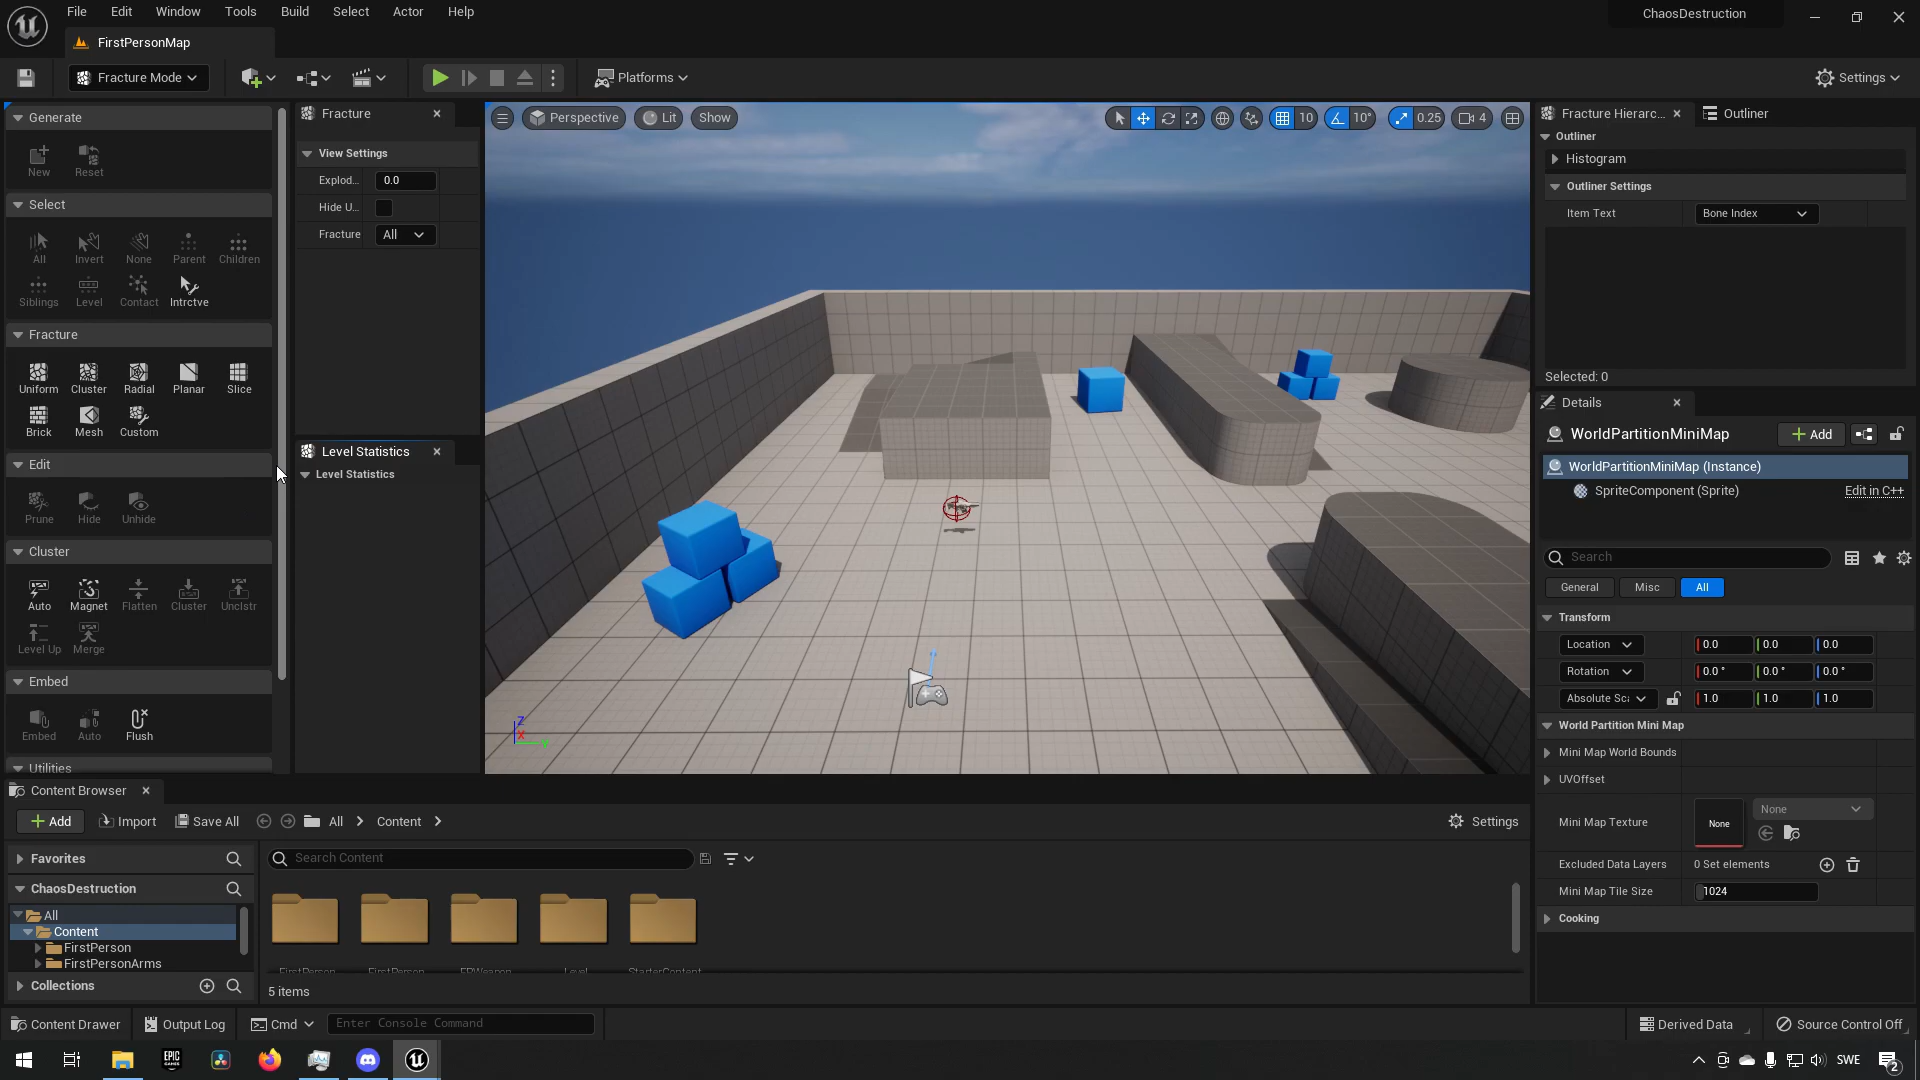 File Edit Window Tools Build Select Actor Help
ChaosDestruction
FirstPersonMap
Fracture Mode
Platforms
Settings
Generate
New Reset
Select
All Invert None Parent Children
Siblings Level Contact Intrctve
Fracture
Uniform Cluster Radial Planar Slice
Brick Mesh Custom
Edit
Prune Hide Unhide
Cluster
Auto Magnet Flatten Cluster Unclstr
Level Up Merge
Embed
Embed Auto Flush
Utilities
Fracture
View Settings
Explod... 0.0
Hide U...
Fracture All
Level Statistics
Level Statistics
Perspective Lit Show
10 10° 0.25 4
Z
X
Y
Fracture Hierarc... Outliner
Outliner
Histogram
Outliner Settings
Item Text Bone Index
Selected: 0
Details
WorldPartitionMiniMap Add
WorldPartitionMiniMap (Instance)
SpriteComponent (Sprite) Edit in C++
Search
General Misc All
Transform
Location 0.0 0.0 0.0
Rotation 0.0 ° 0.0 ° 0.0 °
Absolute Sc 1.0 1.0 1.0
World Partition Mini Map
Mini Map World Bounds
UVOffset
Mini Map Texture None None
Excluded Data Layers 0 Set elements
Mini Map Tile Size 1024
Cooking
Content Browser
Add Import Save All All Content Settings
Favorites
Search Content
ChaosDestruction
All
Content
FirstPerson
FirstPersonArms
Collections
FirstPerson FirstPerson FPWeapon Level StarterContent
5 items
Content Drawer Output Log Cmd Enter Console Command Derived Data Source Control Off
EPIC
GAMES
SWE
2